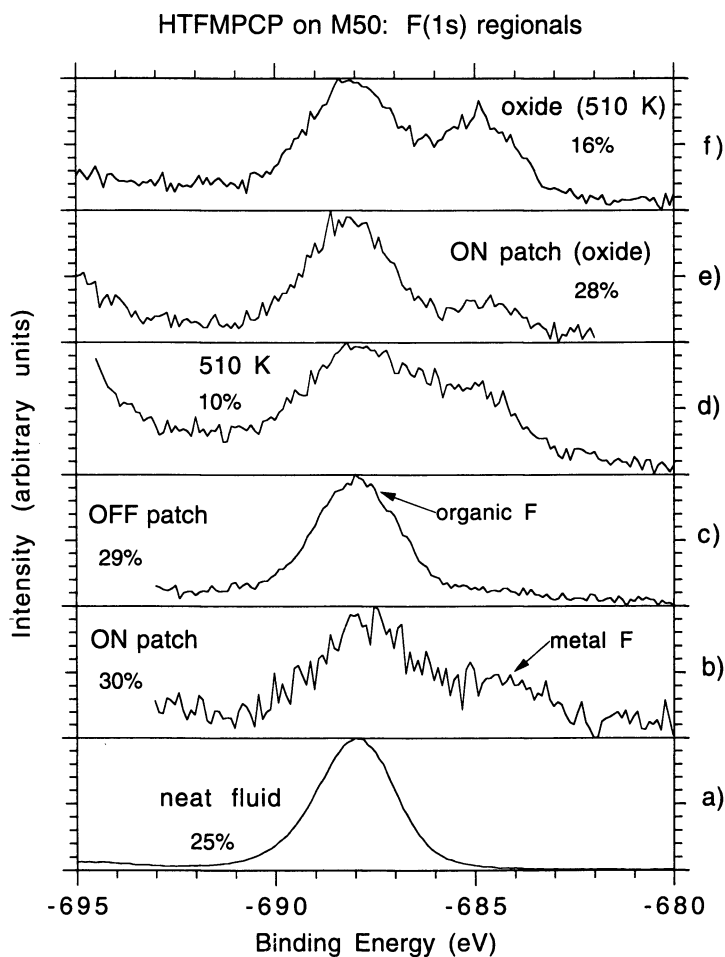 HTFMPCP on M50: F(1s) regionals
oxide (510 K)
16%
f)
ON patch (oxide)
28%
e)
510 K
10%
d)
OFF patch
organic F
29%
c)
ON patch
metal F
30%
b)
neat fluid
25%
a)
Intensity (arbitrary units)
-695 -690 -685 -680
Binding Energy (eV)